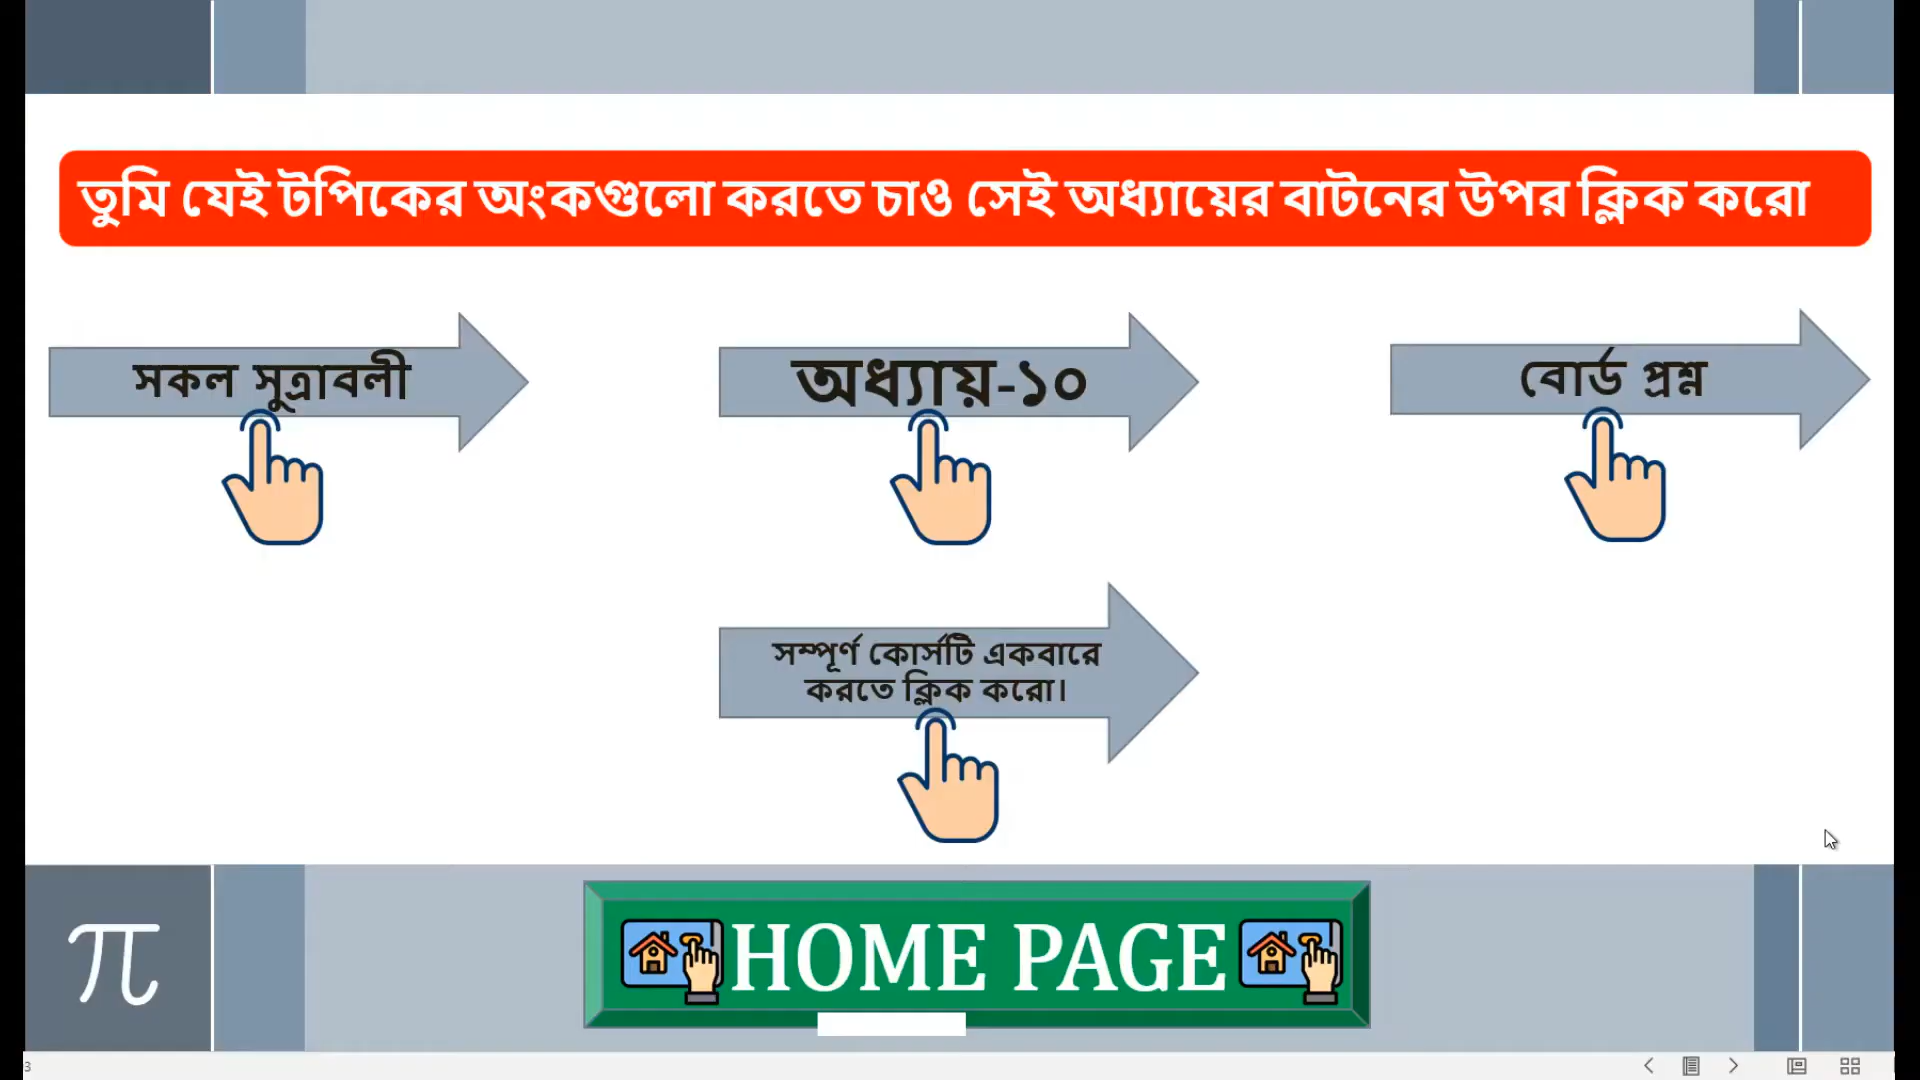 তুমি যেই টপিকের অংকগুলো করতে চাও সেই অধ্যায়ের বাটনের উপর ক্লিক করো
সকল সুত্রাবলী
অধ্যায়-১০
বোর্ড প্রশ্ন
সম্পূর্ণ কোর্সটি একবারে
করতে ক্লিক করো।
π
HOME PAGE
3